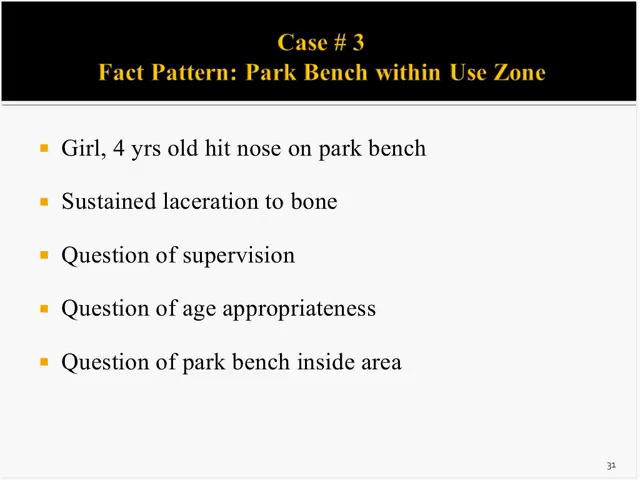 Case # 3
Fact Pattern: Park Bench within Use Zone
Girl, 4 yrs old hit nose on park bench
Sustained laceration to bone
Question of supervision
Question of age appropriateness
Question of park bench inside area
31